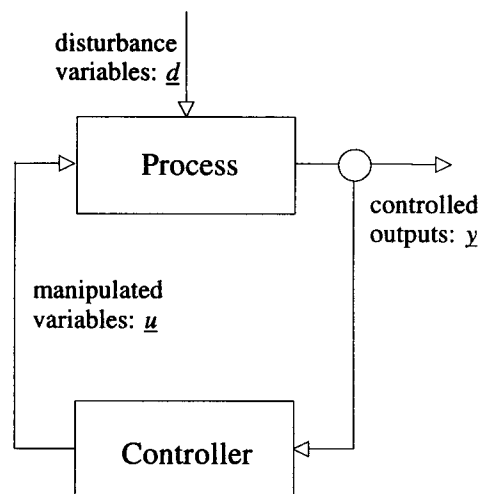 disturbance
variables: d
Process
controlled
outputs: y
manipulated
variables: u
Controller